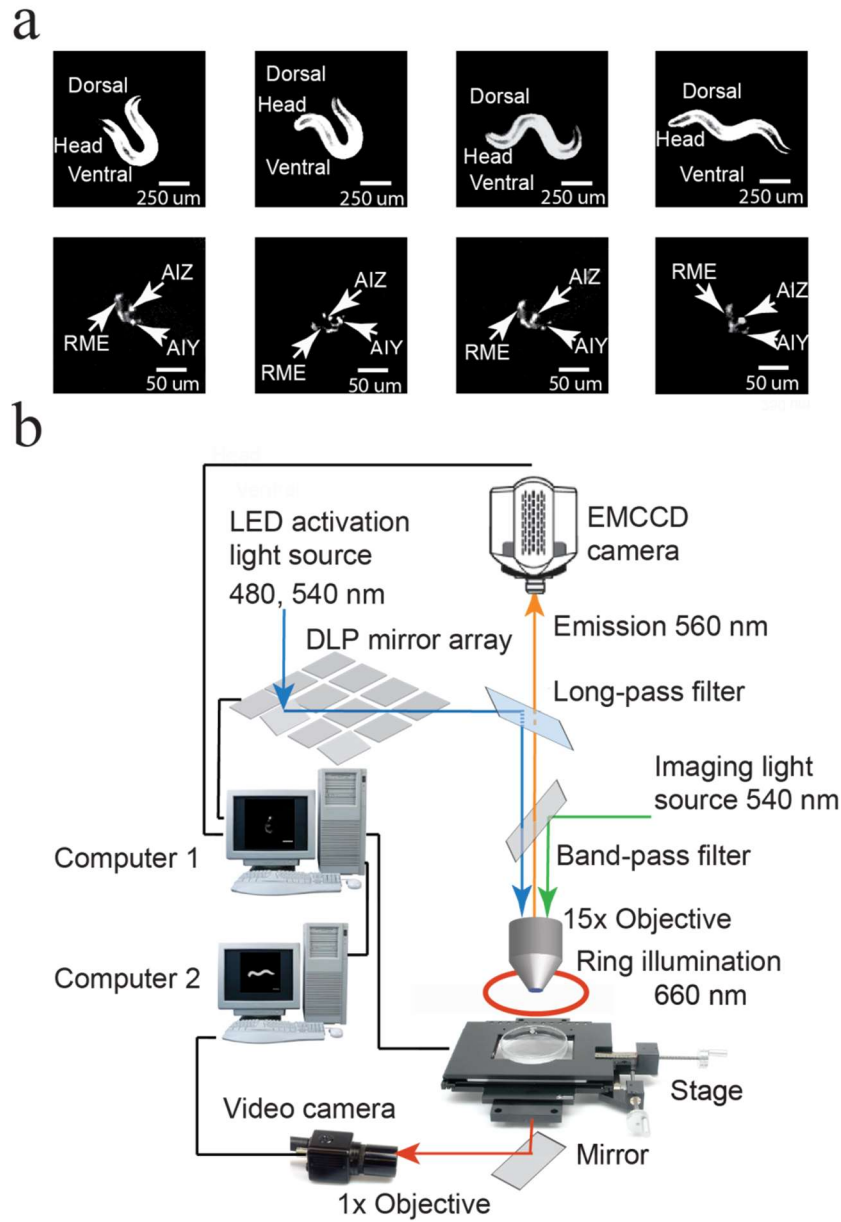 a
Dorsal
Head
Ventral
250 um
Dorsal
Head
Ventral
250 um
Dorsal
Head
Ventral
250 um
Dorsal
Head
Ventral
250 um
AIZ
RME
AIY
50 um
AIZ
RME
AIY
50 um
AIZ
RME
AIY
50 um
RME
AIZ
AIY
50 um
b
LED activation
light source
480, 540 nm
EMCCD
camera
DLP mirror array
Emission 560 nm
Long-pass filter
Imaging light
source 540 nm
Band-pass filter
Computer 1
15x Objective
Ring illumination
660 nm
Computer 2
Stage
Video camera
Mirror
1x Objective